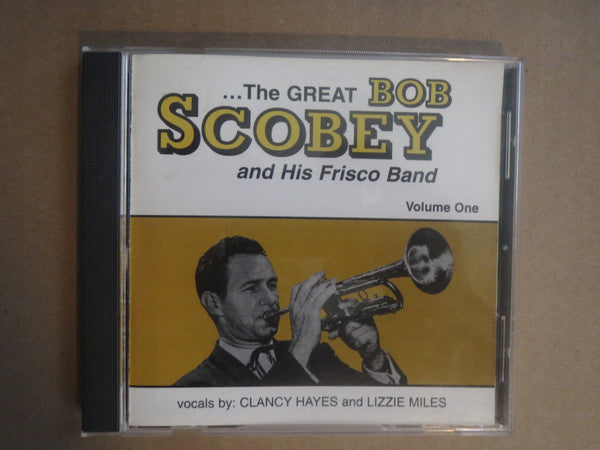 ...The GREAT BOB
SCOBEY
and His Frisco Band
Volume One
vocals by: CLANCY HAYES and LIZZIE MILES